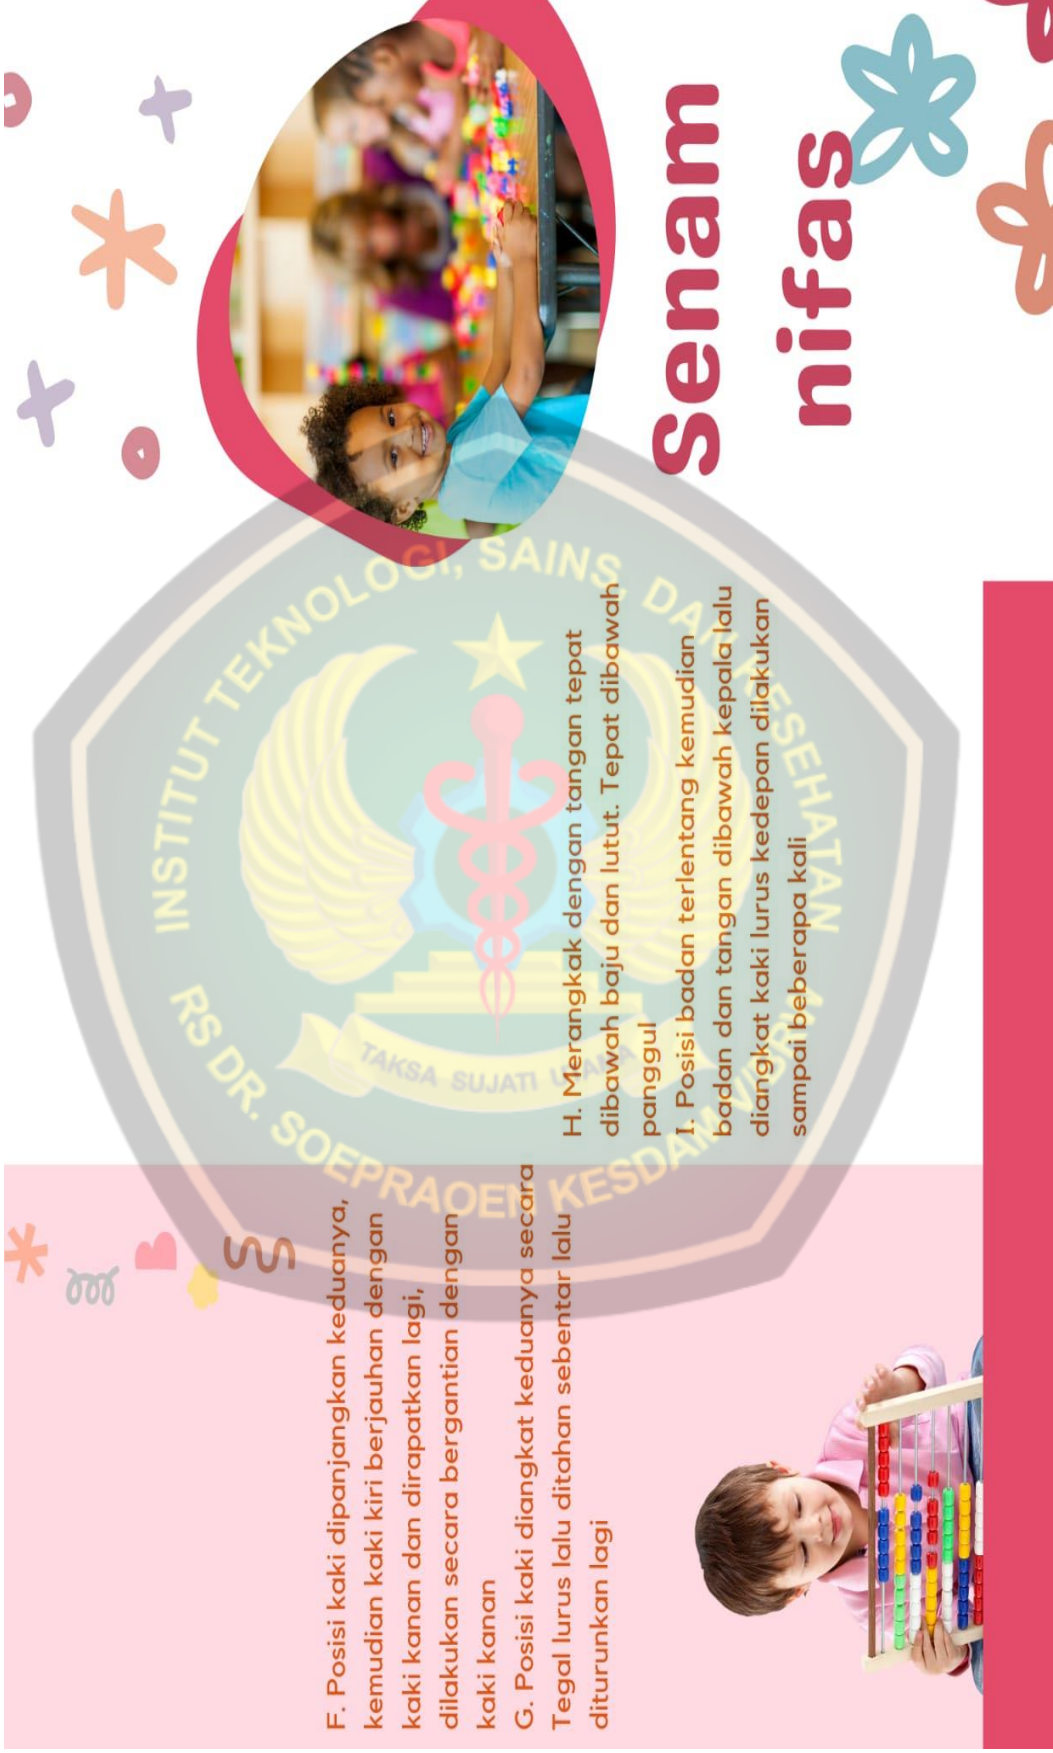 F. Posisi kaki dipanjangkan keduanya,
kemudian kaki kiri berjauhan dengan
kaki kanan dan dirapatkan lagi,
dilakukan secara bergantian dengan
kaki kanan
G. Posisi kaki diangkat keduanya secara
Tegal lurus lalu ditahan sebentar lalu
diturunkan lagi
H. Merangkak dengan tangan tepat
dibawah baju dan lutut. Tepat dibawah
panggul
I. Posisi badan terlentang kemudian
badan dan tangan dibawah kepala lalu
diangkat kaki lurus kedepan dilakukan
sampai beberapa kali
Senam
nifas
INSTITUT TEKNOLOGI, SAINS, DAN KESEHATAN
TAKSA SUJATI UTAMA
RS DR. SOEPRAOEN KESDAM V/BRW